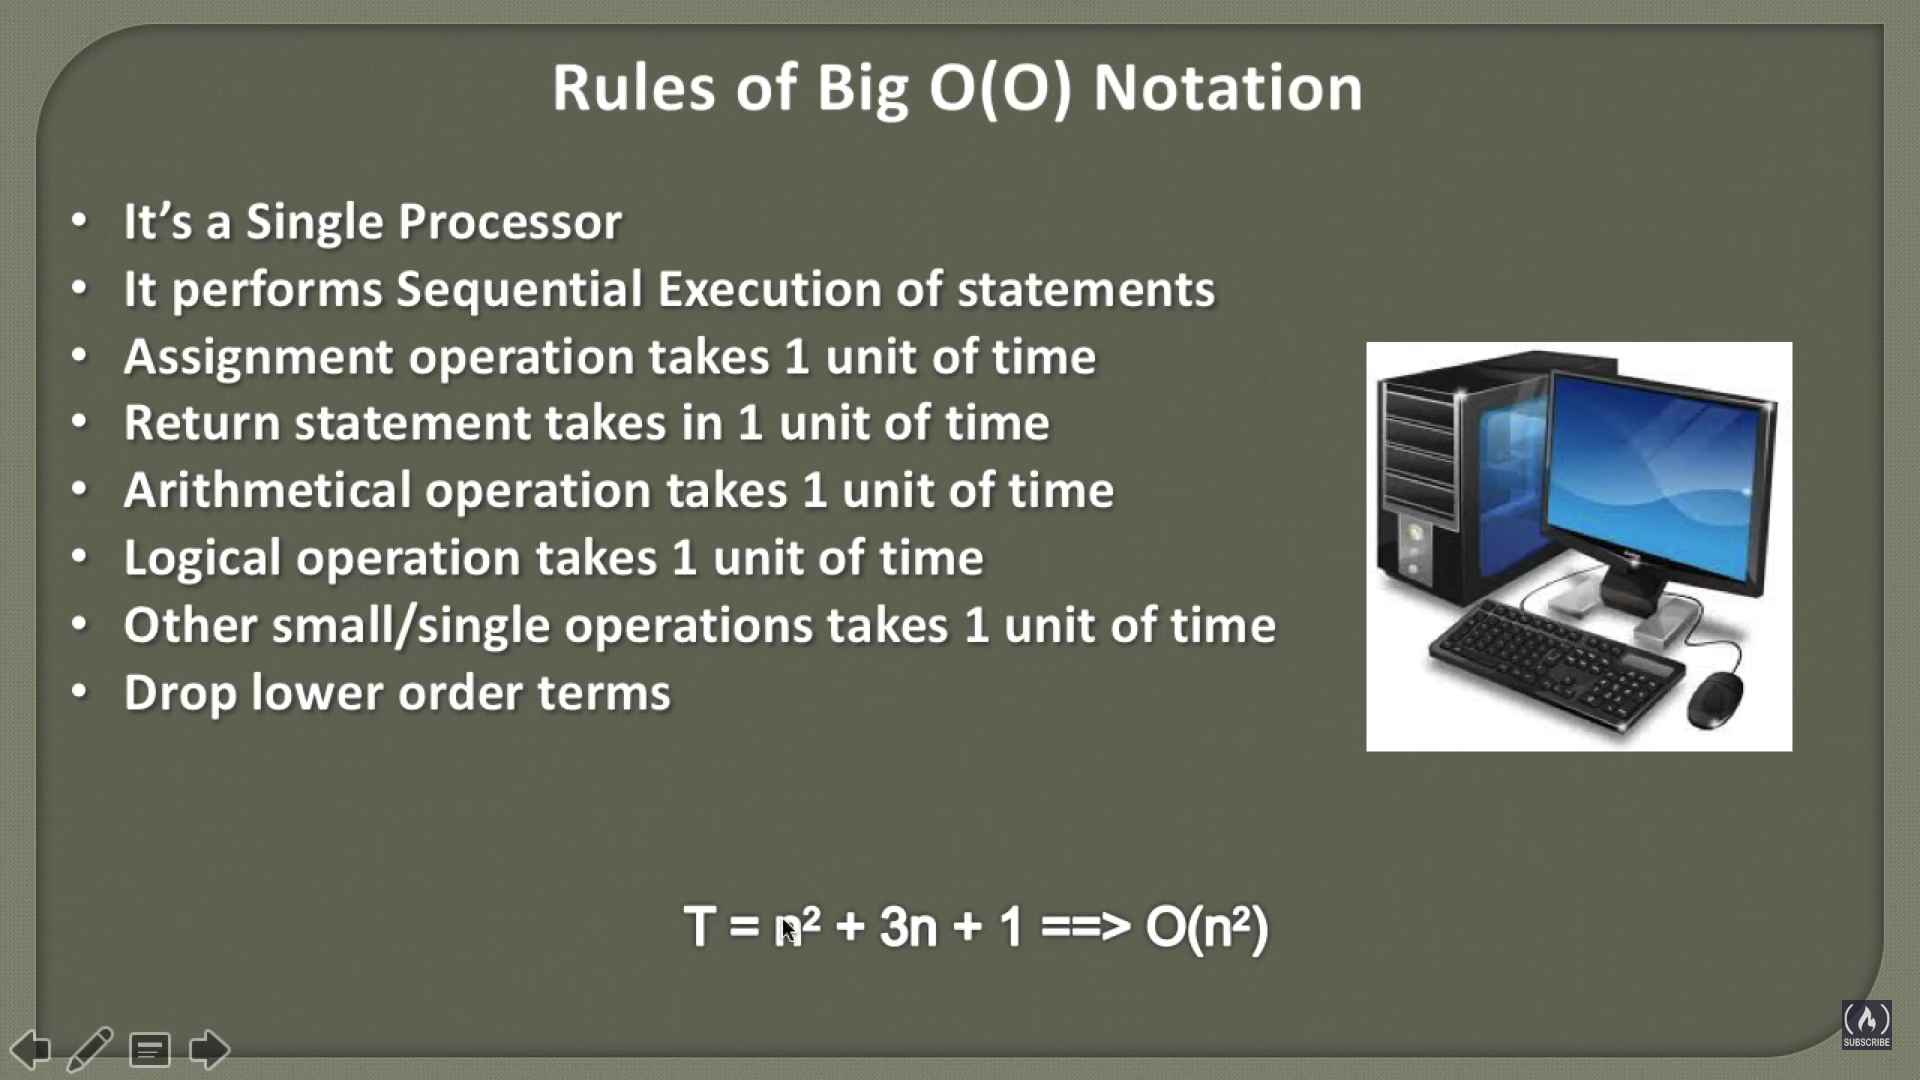 Rules of Big O(O) Notation
• It’s a Single Processor
• It performs Sequential Execution of statements
• Assignment operation takes 1 unit of time
• Return statement takes in 1 unit of time
• Arithmetical operation takes 1 unit of time
• Logical operation takes 1 unit of time
• Other small/single operations takes 1 unit of time
• Drop lower order terms
T = n² + 3n + 1 ==> O(n²)
SUBSCRIBE